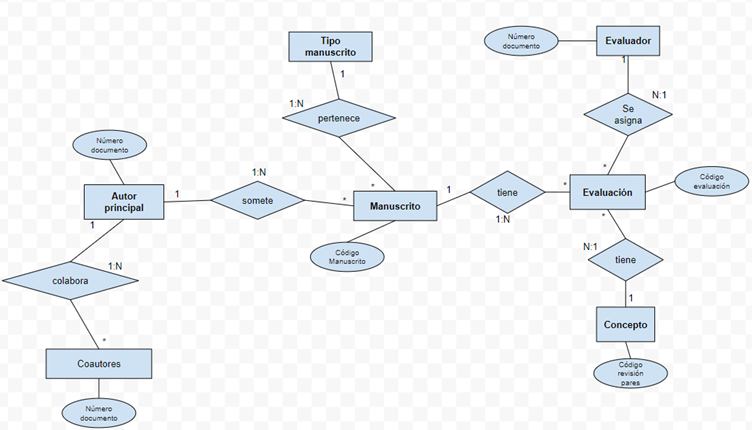 Tipo
manuscrito
1
1:N
pertenece
*
Número
documento
Evaluador
1
N:1
Se
asigna
*
Número
documento
Autor
principal
1
1:N
somete
*
Manuscrito
Código
Manuscrito
1
tiene
1:N
*
Evaluación
Código
evaluación
*
N:1
tiene
1
Concepto
Código
revisión
pares
1
1:N
colabora
*
Coautores
Número
documento